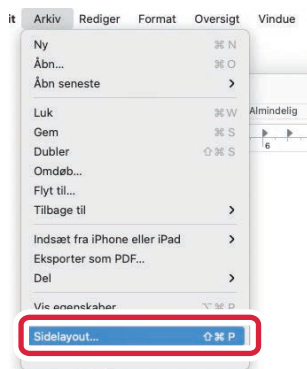 it Arkiv Rediger Format Oversigt Vindue
Ny ⌘ N
Åbn... ⌘ O
Åbn seneste >
Luk ⌘ W
Almindelig
Gem ⌘ S
Dubler ⇧ ⌘ S
6
Omdøb...
Flyt til...
Tilbage til >
Indsæt fra iPhone eller iPad >
Eksporter som PDF...
Del >
Vis egenskaber ⌥ ⌘ P
Sidelayout... ⇧ ⌘ P